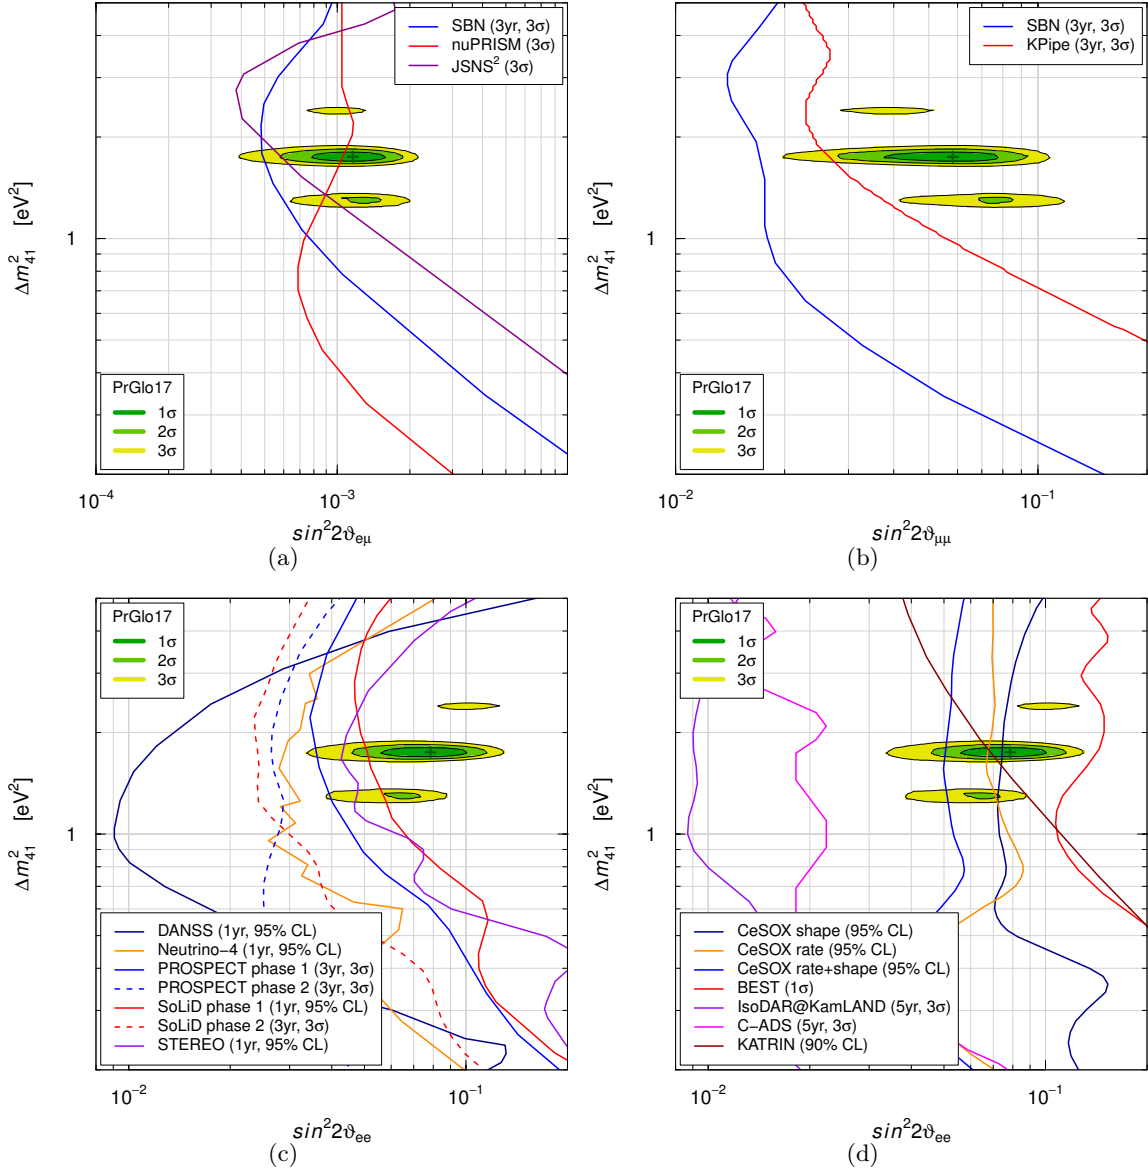 SBN (3yr, 3σ)
nuPRISM (3σ)
JSNS² (3σ)
Δm²₄₁ [eV²]
1
PrGlo17
1σ
2σ
3σ
10⁻⁴
10⁻³
sin²2ϑₑμ
(a)
SBN (3yr, 3σ)
KPipe (3yr, 3σ)
Δm²₄₁ [eV²]
1
PrGlo17
1σ
2σ
3σ
10⁻²
10⁻¹
sin²2ϑμμ
(b)
PrGlo17
1σ
2σ
3σ
Δm²₄₁ [eV²]
1
DANSS (1yr, 95% CL)
Neutrino−4 (1yr, 95% CL)
PROSPECT phase 1 (3yr, 3σ)
PROSPECT phase 2 (3yr, 3σ)
SoLiD phase 1 (1yr, 95% CL)
SoLiD phase 2 (3yr, 3σ)
STEREO (1yr, 95% CL)
10⁻²
10⁻¹
sin²2ϑₑₑ
(c)
PrGlo17
1σ
2σ
3σ
Δm²₄₁ [eV²]
1
CeSOX shape (95% CL)
CeSOX rate (95% CL)
CeSOX rate+shape (95% CL)
BEST (1σ)
IsoDAR@KamLAND (5yr, 3σ)
C−ADS (5yr, 3σ)
KATRIN (90% CL)
10⁻²
10⁻¹
sin²2ϑₑₑ
(d)